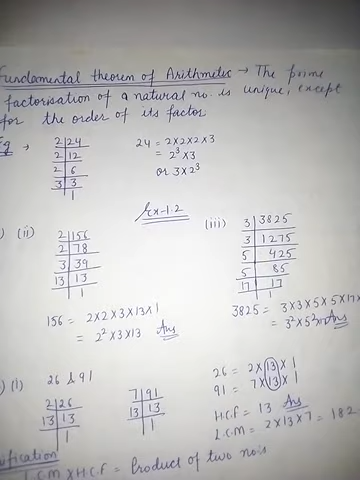 Fundamental theorem of Arithmetic → The prime
factorisation of a natural no. is unique, except
for the order of its factor
Eg →
2|24
2|12
2|6
3|3
1
24 = 2×2×2×3
= 2³×3
or 3×2³
Ex-1.2
(ii)
2|156
2|78
3|39
13|13
1
156 = 2×2×3×13×1
= 2²×3×13 Ans
(iii)
3|3825
3|1275
5|425
5|85
17|17
1
3825 = 3×3×5×5×17×
= 3²×5²×17 Ans
(i) 26 & 91
2|26
13|13
1
7|91
13|13
1
26 = 2×13×1
91 = 7×13×1
H.C.F = 13 Ans
L.C.M = 2×13×7 = 182
ification
L.C.M × H.C.F = Product of two no.s